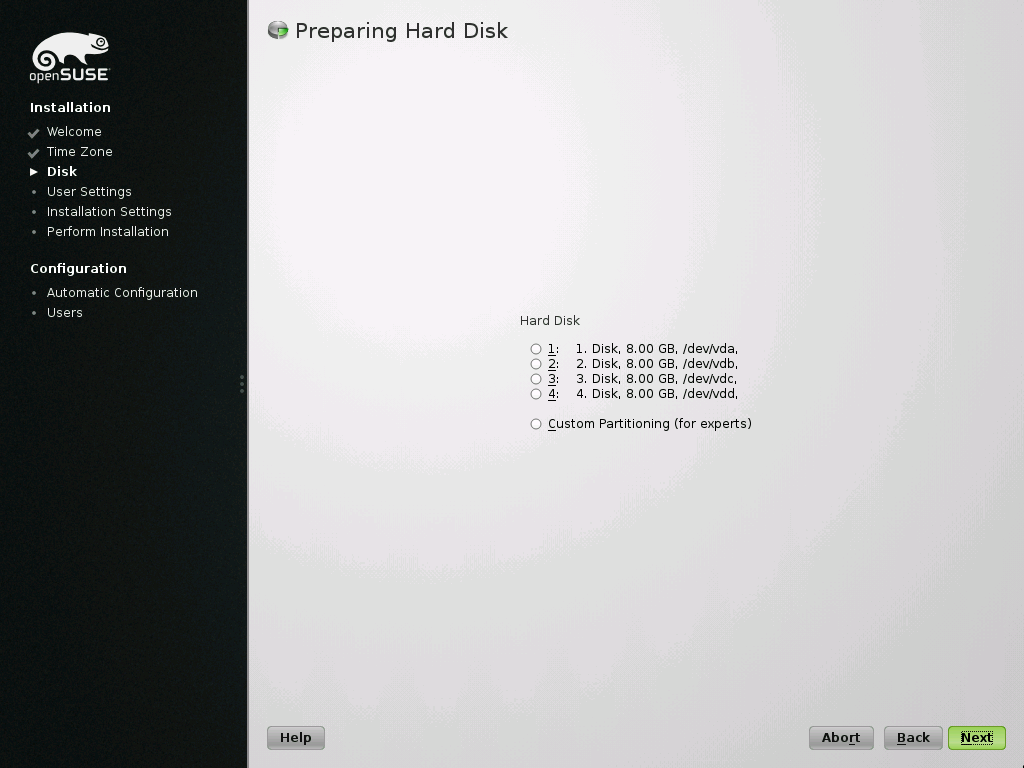 Preparing Hard Disk
openSUSE
Installation
Welcome
Time Zone
Disk
User Settings
Installation Settings
Perform Installation
Configuration
Automatic Configuration
Users
Hard Disk
1: 1. Disk, 8.00 GB, /dev/vda,
2: 2. Disk, 8.00 GB, /dev/vdb,
3: 3. Disk, 8.00 GB, /dev/vdc,
4: 4. Disk, 8.00 GB, /dev/vdd,
Custom Partitioning (for experts)
Help
Abort
Back
Next